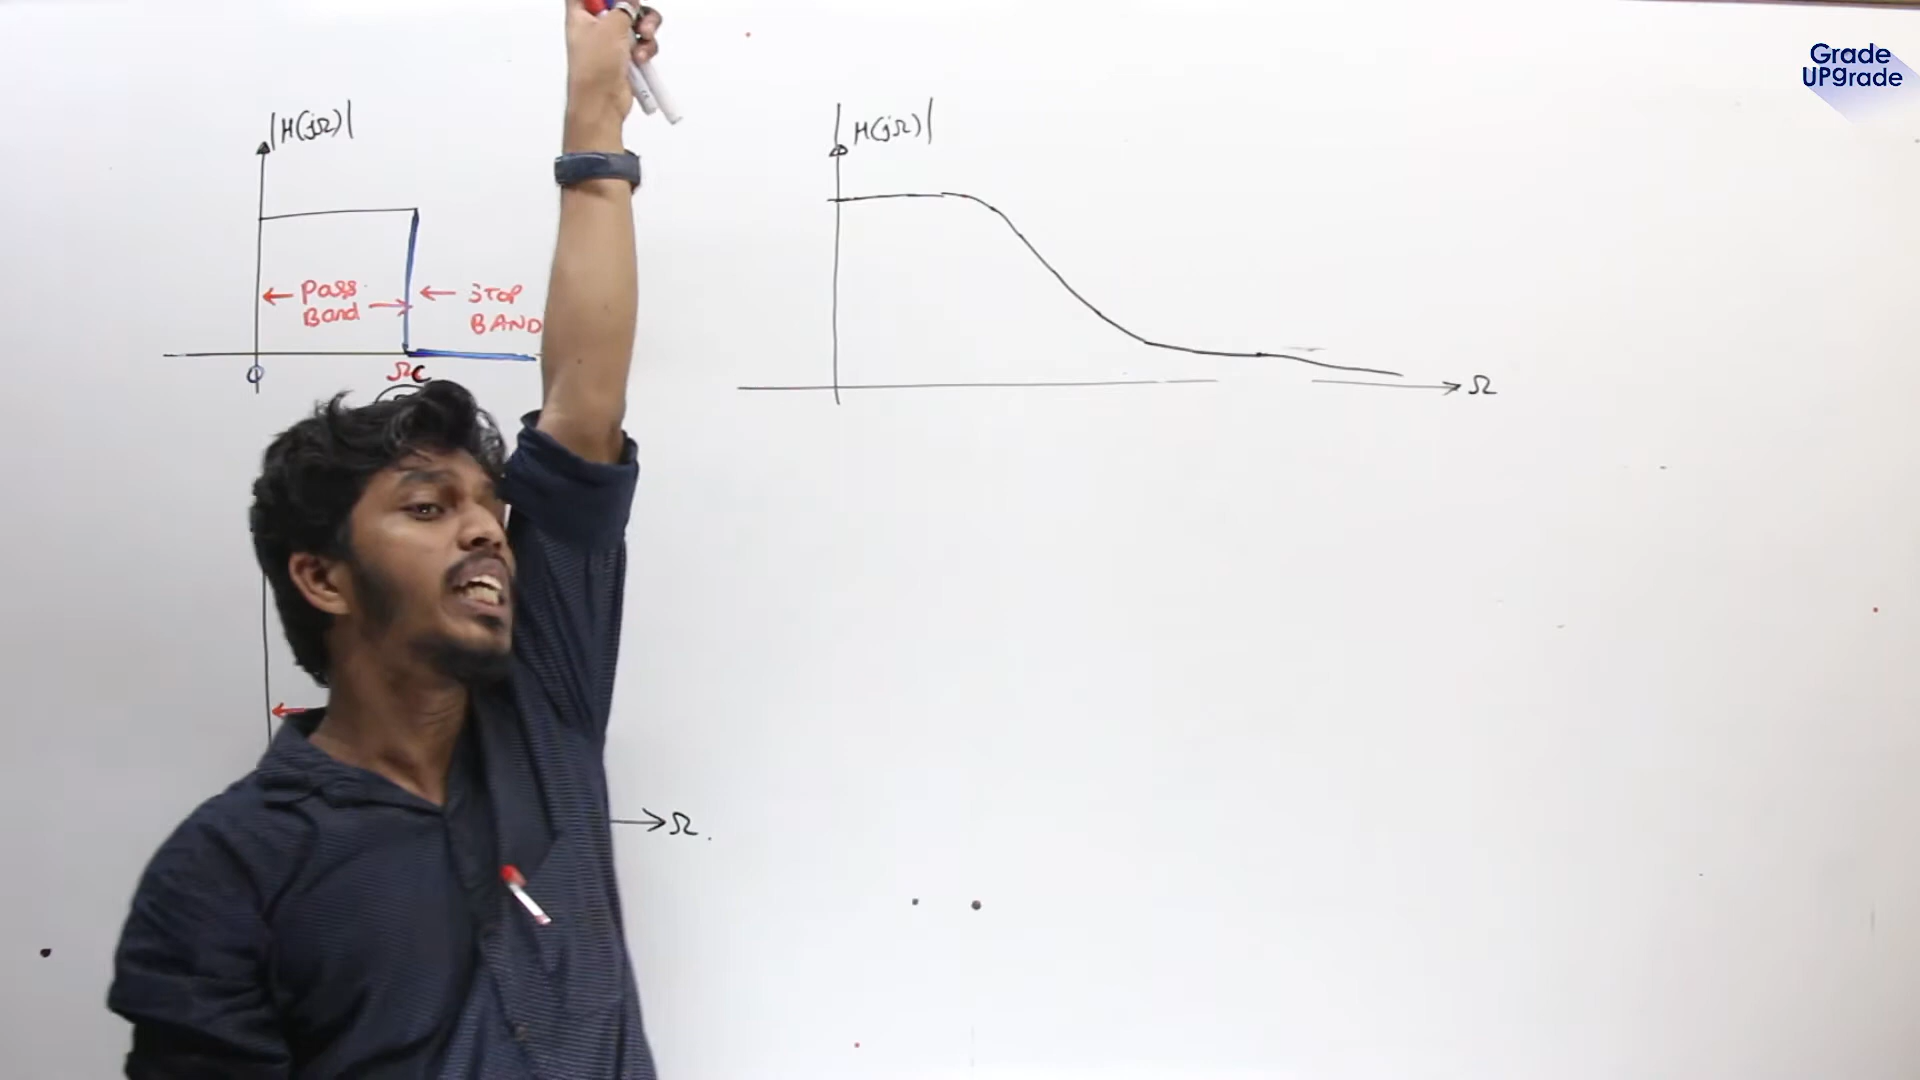 Grade
UPgrade
|H(jΩ)|
← Pass →
Band
← STOP
BAND
0
Ωc
|H(jΩ)|
Ω
Ω